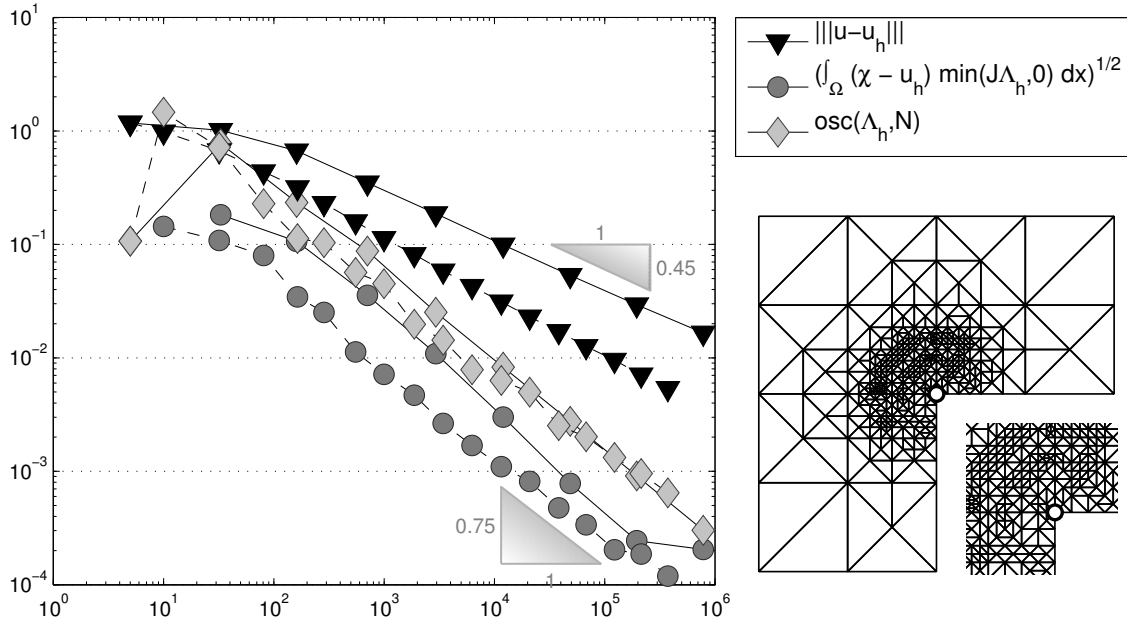 10^1
10^0
10^{-1}
10^{-2}
10^{-3}
10^{-4}
10^0 10^1 10^2 10^3 10^4 10^5 10^6
1
0.45
0.75
1
|||u−u_h|||
(∫_Ω (χ − u_h) min(JΛ_h,0) dx)^{1/2}
osc(Λ_h,N)